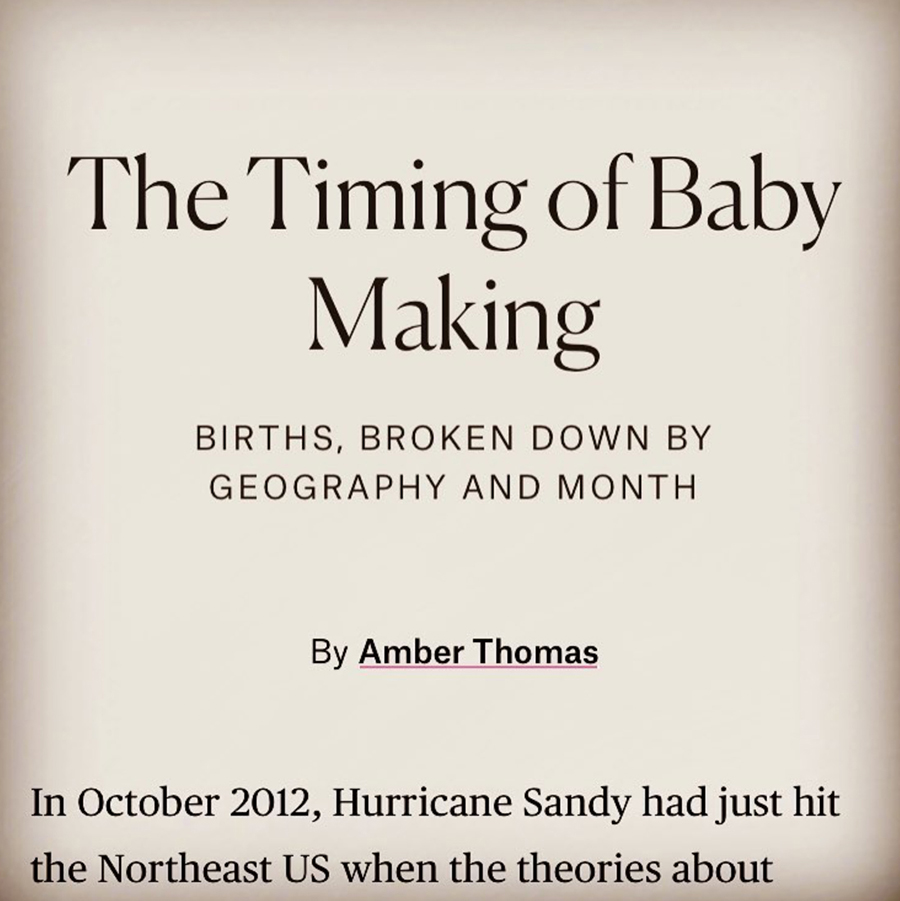 The Timing of Baby
Making
BIRTHS, BROKEN DOWN BY
GEOGRAPHY AND MONTH
By Amber Thomas
In October 2012, Hurricane Sandy had just hit
the Northeast US when the theories about